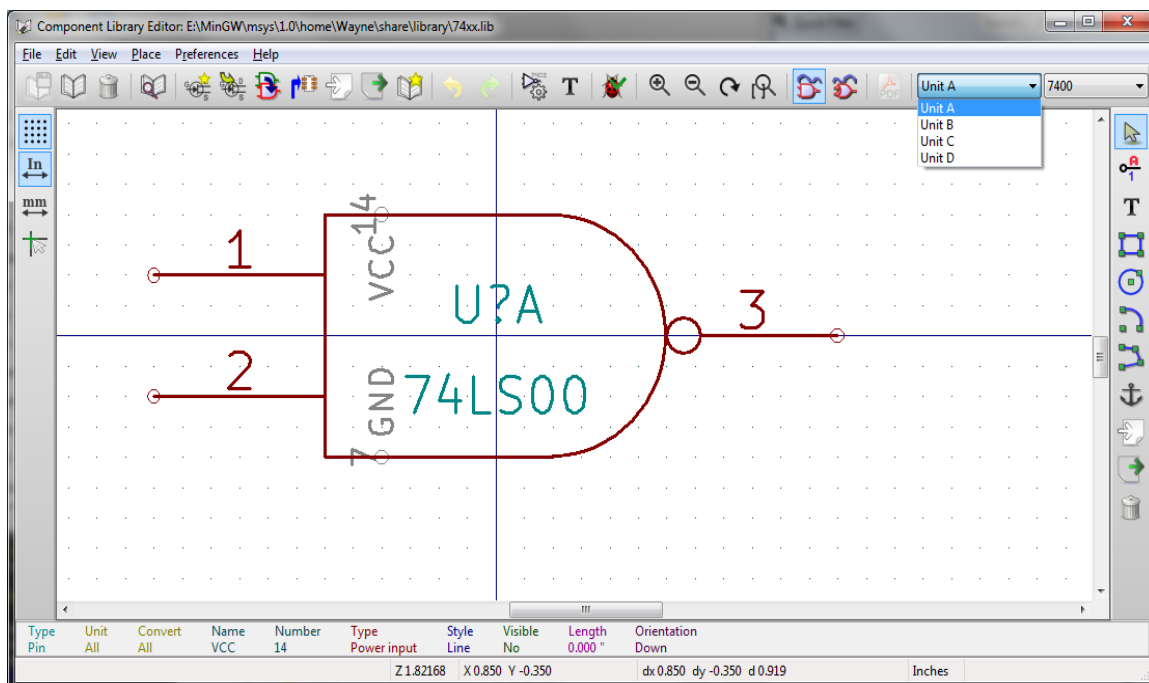 Component Library Editor: E:\MinGW\msys\1.0\home\Wayne\share\library\74xx.lib
File Edit View Place Preferences Help
T Unit A 7400
Unit A
Unit B
Unit C
Unit D
In
mm
A
1
T
14
VCC
1
U?A
3
2
GND
74LS00
7
Type Unit Convert Name Number Type Style Visible Length Orientation
Pin All All VCC 14 Power input Line No 0.000 " Down
Z 1.82168 X 0.850 Y -0.350 dx 0.850 dy -0.350 d 0.919 Inches